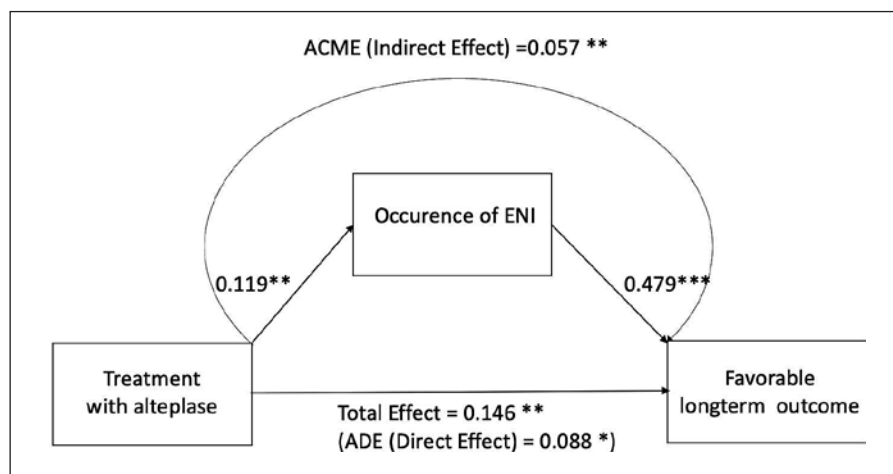 ACME (Indirect Effect) =0.057 **
Occurence of ENI
0.119**
0.479***
Treatment
with alteplase
Total Effect = 0.146 **
(ADE (Direct Effect) = 0.088 *)
Favorable
longterm outcome